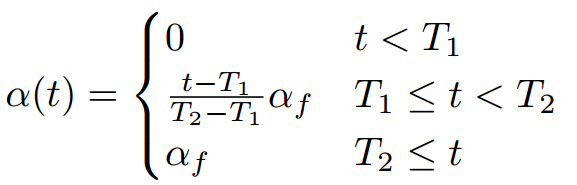 α(t) = { 0 t < T₁
(t−T₁)/(T₂−T₁) α_f T₁ ≤ t < T₂
α_f T₂ ≤ t